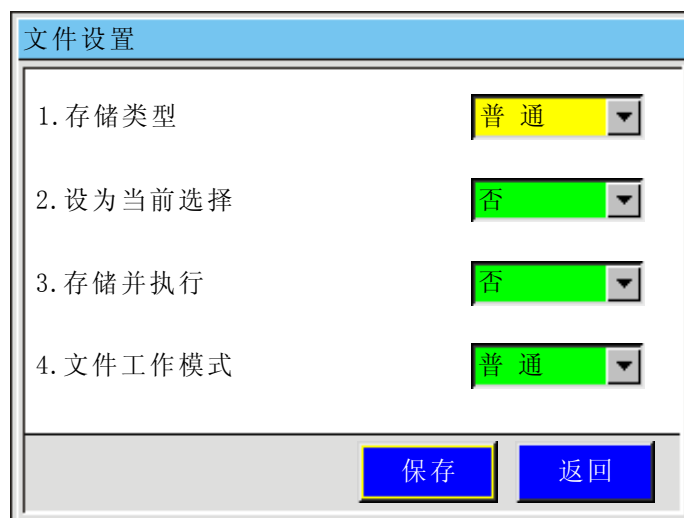 文件设置
1.存储类型 普 通
2.设为当前选择 否
3.存储并执行 否
4.文件工作模式 普 通
保存 返回